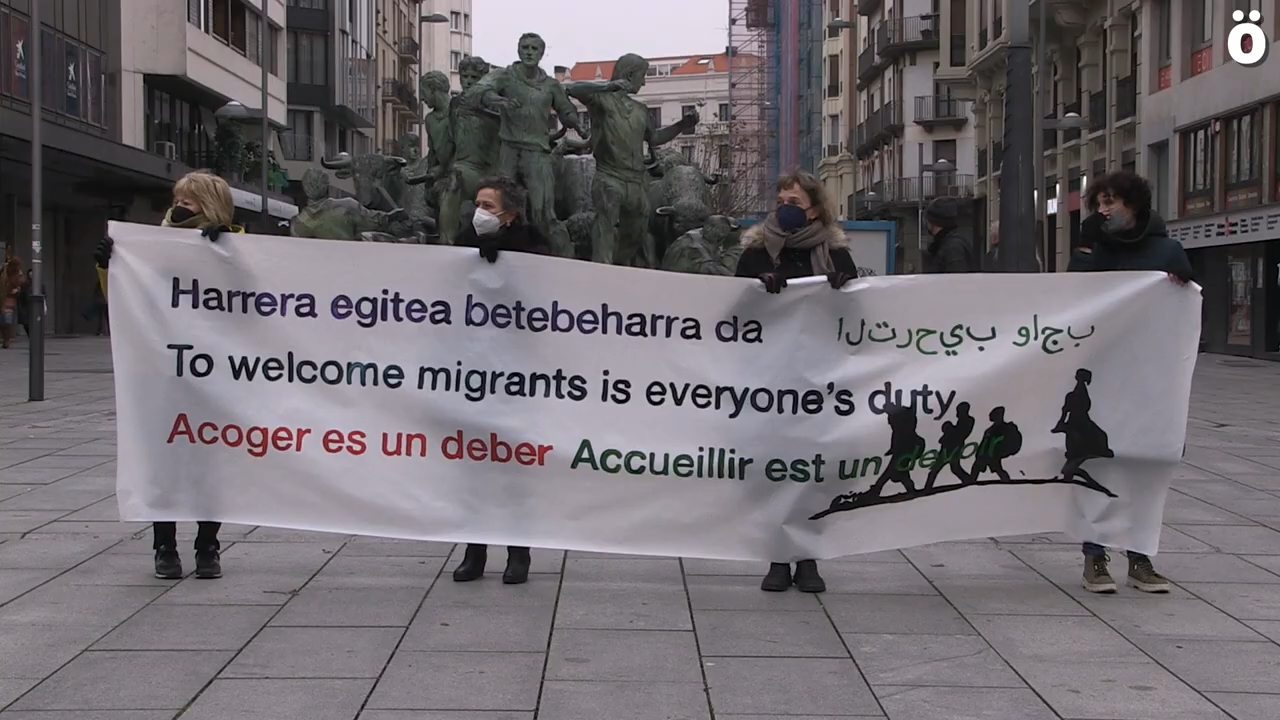 ö
Harrera egitea betebeharra da
الترحيب واجب
To welcome migrants is everyone's duty
Acoger es un deber Accueillir est un devoir